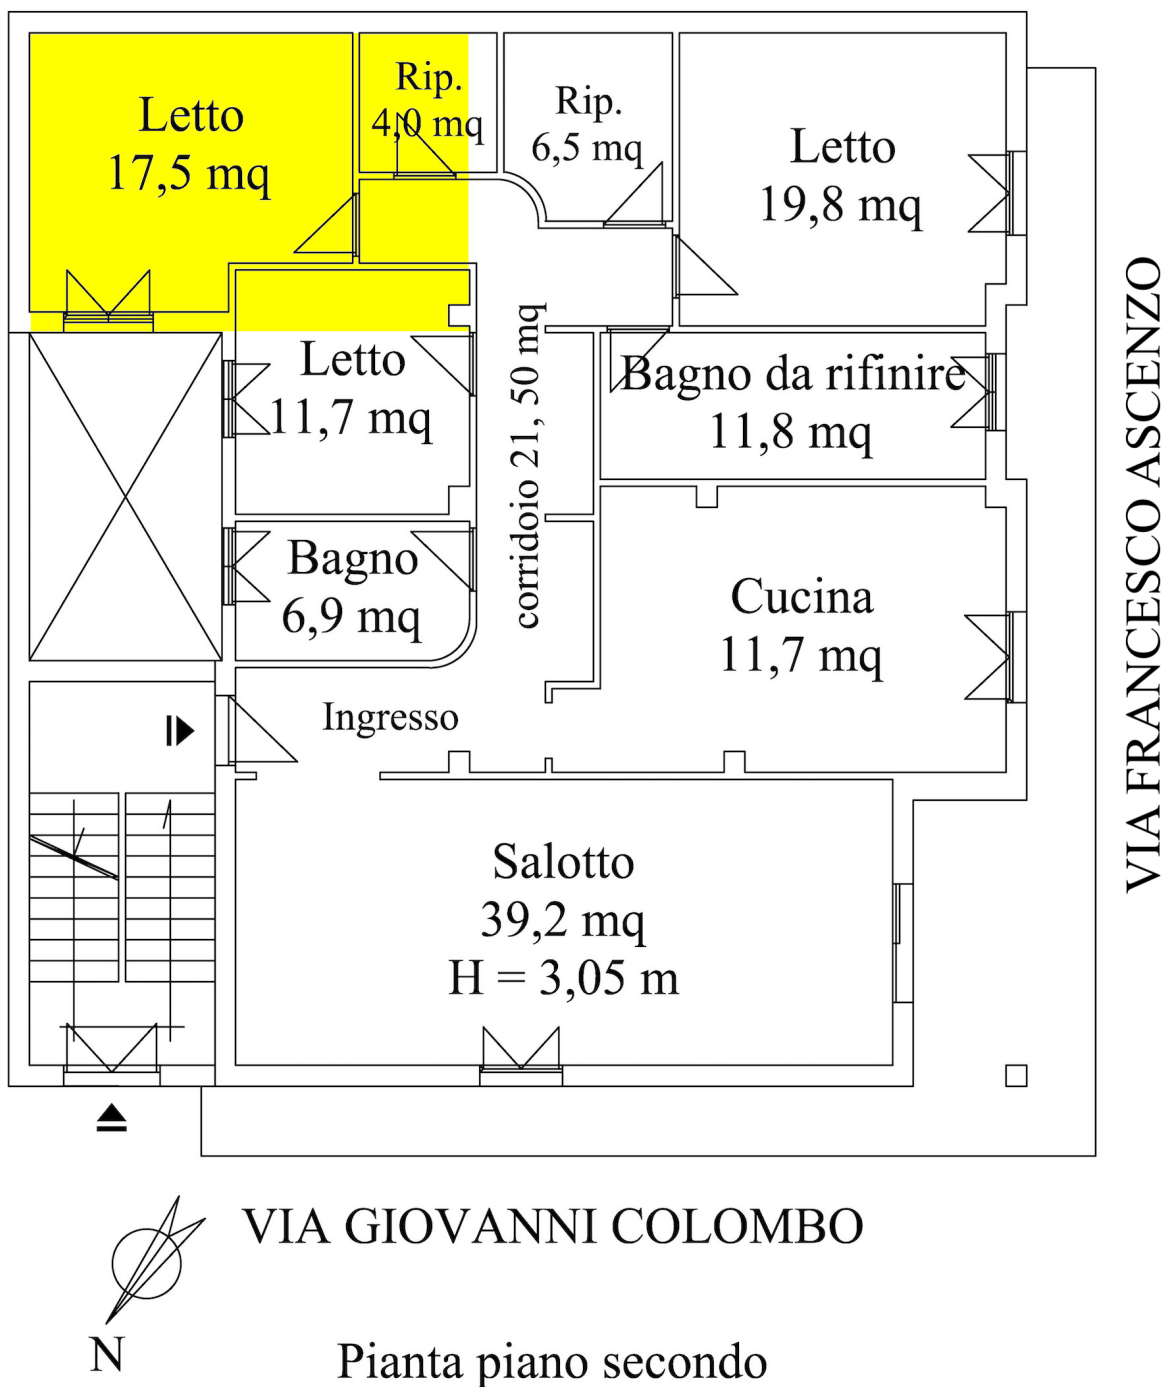 Letto
17,5 mq
Rip.
4,0 mq
Rip.
6,5 mq
Letto
19,8 mq
Letto
11,7 mq
corridoio 21, 50 mq
Bagno da rifinire
11,8 mq
Bagno
6,9 mq
Cucina
11,7 mq
Ingresso
Salotto
39,2 mq
H = 3,05 m
VIA FRANCESCO ASCENZO
VIA GIOVANNI COLOMBO
N
Pianta piano secondo